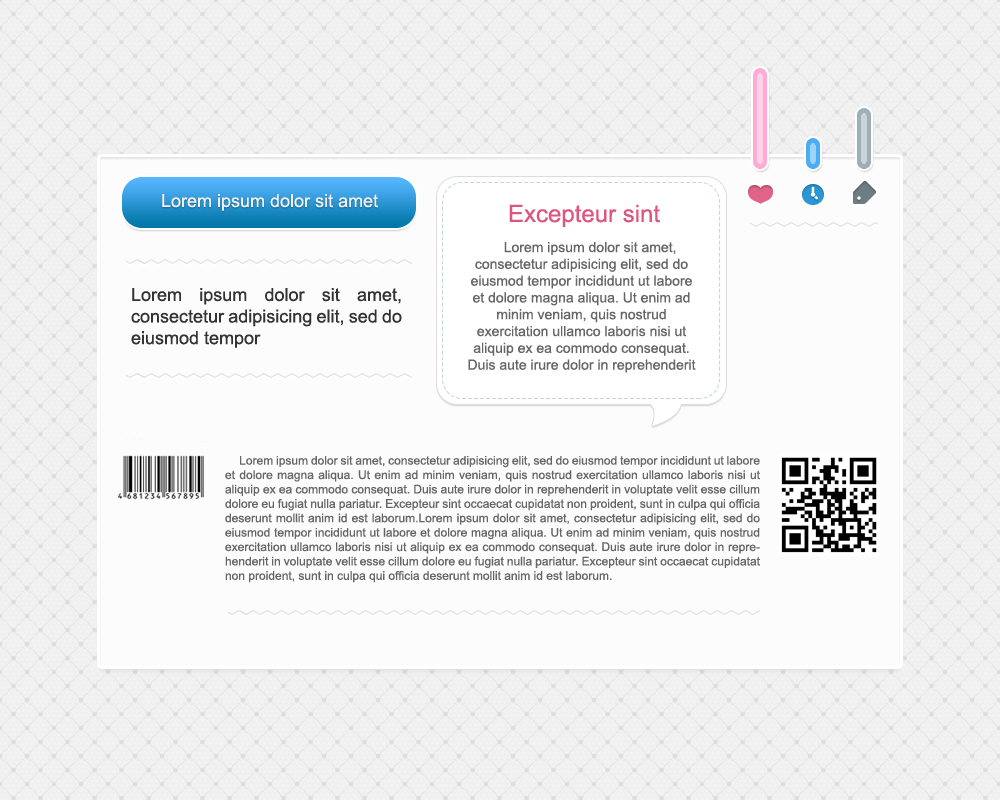 Lorem ipsum dolor sit amet
Lorem ipsum dolor sit amet,
consectetur adipisicing elit, sed do
eiusmod tempor
Excepteur sint
Lorem ipsum dolor sit amet,
consectetur adipisicing elit, sed do
eiusmod tempor incididunt ut labore
et dolore magna aliqua. Ut enim ad
minim veniam, quis nostrud
exercitation ullamco laboris nisi ut
aliquip ex ea commodo consequat.
Duis aute irure dolor in reprehenderit
4 681234 567895
Lorem ipsum dolor sit amet, consectetur adipisicing elit, sed do eiusmod tempor incididunt ut labore
et dolore magna aliqua. Ut enim ad minim veniam, quis nostrud exercitation ullamco laboris nisi ut
aliquip ex ea commodo consequat. Duis aute irure dolor in reprehenderit in voluptate velit esse cillum
dolore eu fugiat nulla pariatur. Excepteur sint occaecat cupidatat non proident, sunt in culpa qui officia
deserunt mollit anim id est laborum.Lorem ipsum dolor sit amet, consectetur adipisicing elit, sed do
eiusmod tempor incididunt ut labore et dolore magna aliqua. Ut enim ad minim veniam, quis nostrud
exercitation ullamco laboris nisi ut aliquip ex ea commodo consequat. Duis aute irure dolor in repre-
henderit in voluptate velit esse cillum dolore eu fugiat nulla pariatur. Excepteur sint occaecat cupidatat
non proident, sunt in culpa qui officia deserunt mollit anim id est laborum.